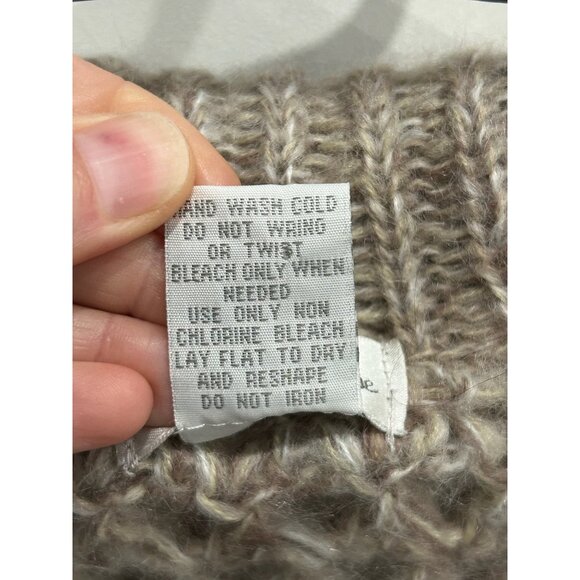 HAND WASH COLD
DO NOT WRING
OR TWIST
BLEACH ONLY WHEN
NEEDED
USE ONLY NON
CHLORINE BLEACH
LAY FLAT TO DRY
AND RESHAPE
DO NOT IRON